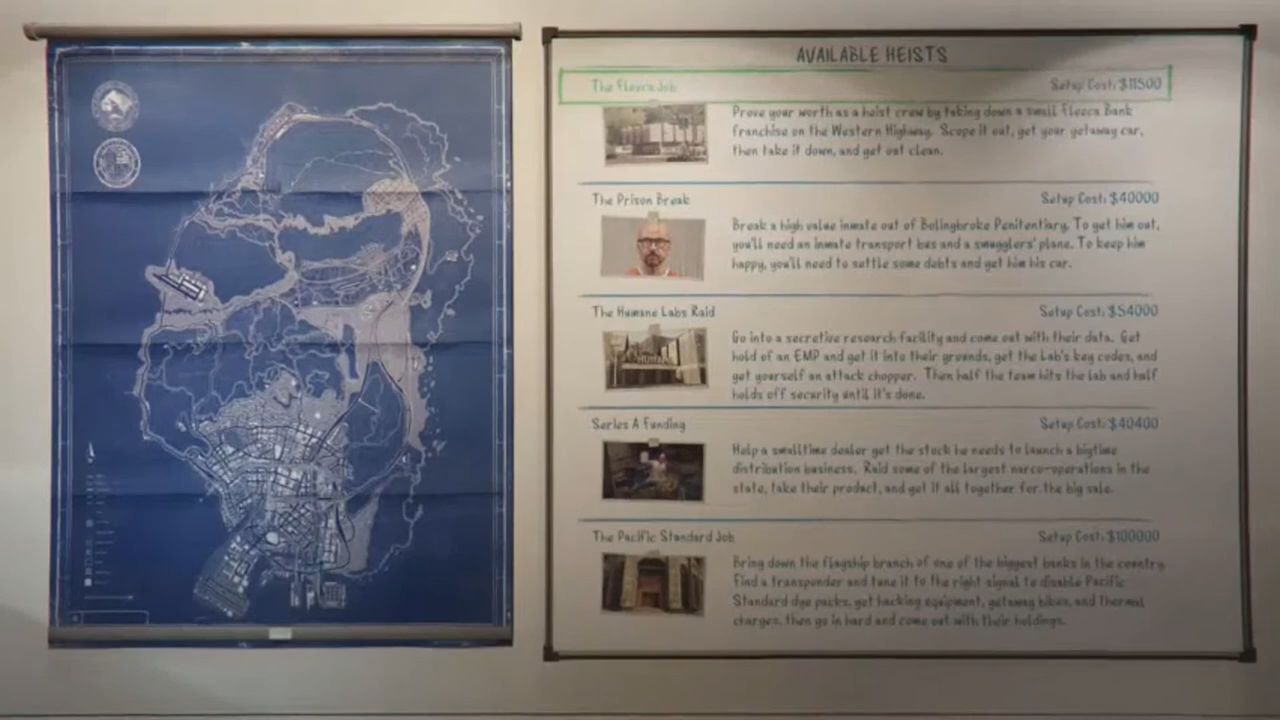 AVAILABLE HEISTS
The Fleeca Job Setup Cost: $11500
Prove your worth as a heist crew by taking down a small Fleeca Bank
franchise on the Western Highway. Scope it out, get your getaway car,
then take it down, and get out clean.
The Prison Break Setup Cost: $40000
Break a high value inmate out of Bolingbroke Penitentiary. To get him out,
you'll need an inmate transport bus and a smugglers' plane. To keep him
happy, you'll need to settle some debts and get him his car.
The Humane Labs Raid Setup Cost: $54000
Go into a secretive research facility and come out with their data. Get
hold of an EMP and get it into their grounds, get the Lab's key codes, and
get yourself an attack chopper. Then half the team hits the lab and half
holds off security until it's done.
Series A Funding Setup Cost: $40400
Help a smalltime dealer get the stock he needs to launch a bigtime
distribution business. Raid some of the largest narco-operations in the
state, take their product, and get it all together for the big sale.
The Pacific Standard Job Setup Cost: $100000
Bring down the flagship branch of one of the biggest banks in the country.
Find a transponder and tune it to the right signal to disable Pacific
Standard dye packs, get hacking equipment, getaway bikes, and thermal
charges, then go in hard and come out with their holdings.